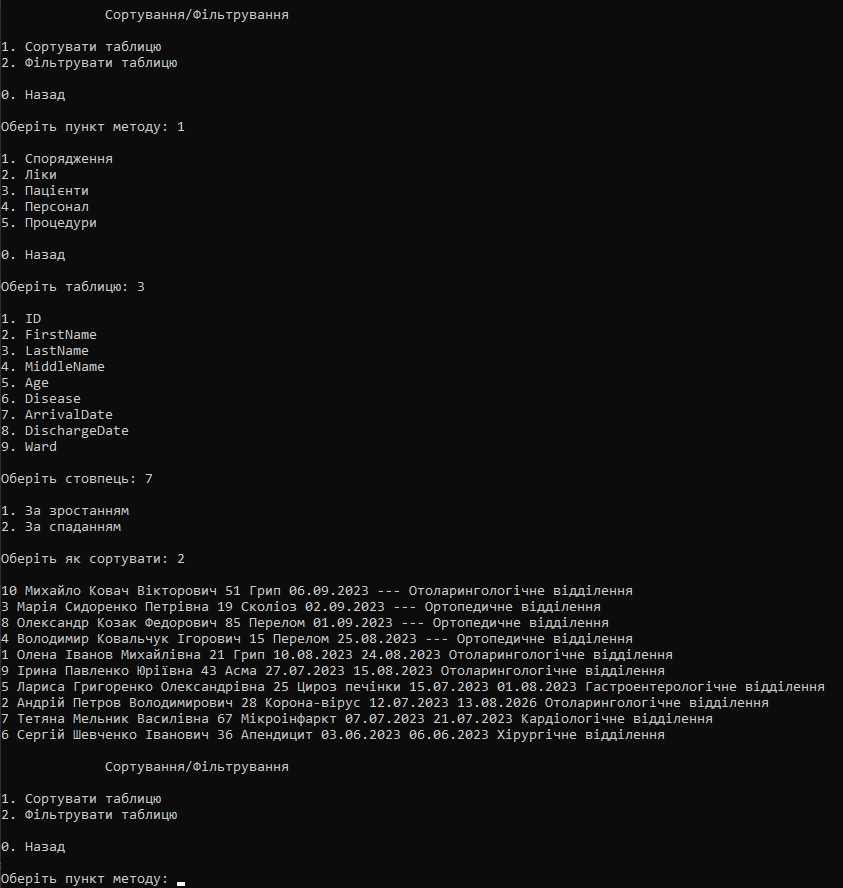 Сортування/Фільтрування
1. Сортувати таблицю
2. Фільтрувати таблицю
0. Назад
Оберіть пункт методу: 1
1. Спорядження
2. Ліки
3. Пацієнти
4. Персонал
5. Процедури
0. Назад
Оберіть таблицю: 3
1. ID
2. FirstName
3. LastName
4. MiddleName
5. Age
6. Disease
7. ArrivalDate
8. DischargeDate
9. Ward
Оберіть стовпець: 7
1. За зростанням
2. За спаданням
Оберіть як сортувати: 2
10 Михайло Ковач Вікторович 51 Грип 06.09.2023 --- Отоларингологічне відділення
3 Марія Сидоренко Петрівна 19 Сколіоз 02.09.2023 --- Ортопедичне відділення
8 Олександр Козак Федорович 85 Перелом 01.09.2023 --- Ортопедичне відділення
4 Володимир Ковальчук Ігорович 15 Перелом 25.08.2023 --- Ортопедичне відділення
1 Олена Іванов Михайлівна 21 Грип 10.08.2023 24.08.2023 Отоларингологічне відділення
9 Ірина Павленко Юріївна 43 Асма 27.07.2023 15.08.2023 Отоларингологічне відділення
5 Лариса Григоренко Олександрівна 25 Цироз печінки 15.07.2023 01.08.2023 Гастроентерологічне відділення
2 Андрій Петров Володимирович 28 Корона-вірус 12.07.2023 13.08.2026 Отоларингологічне відділення
7 Тетяна Мельник Василівна 67 Мікроінфаркт 07.07.2023 21.07.2023 Кардіологічне відділення
6 Сергій Шевченко Іванович 36 Апендицит 03.06.2023 06.06.2023 Хірургічне відділення
Сортування/Фільтрування
1. Сортувати таблицю
2. Фільтрувати таблицю
0. Назад
Оберіть пункт методу: